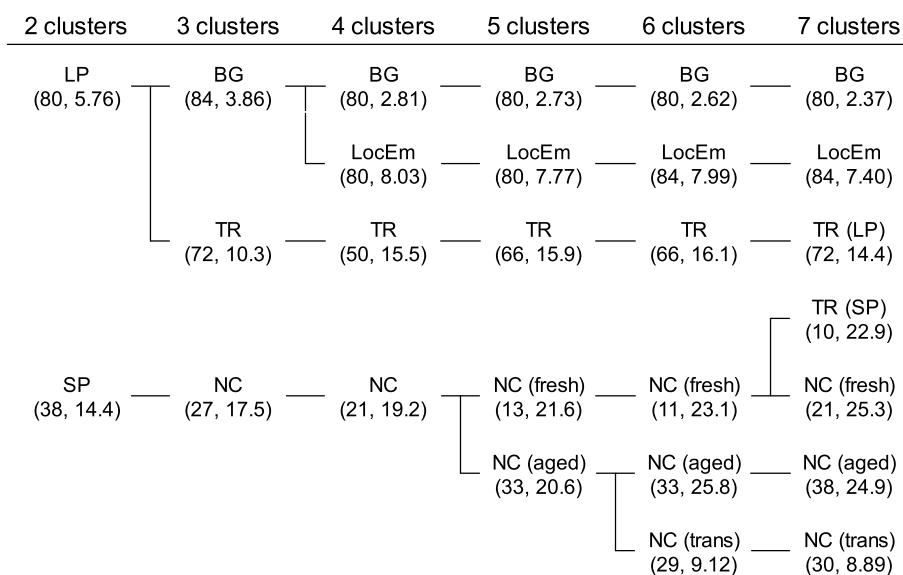 2 clusters 3 clusters 4 clusters 5 clusters 6 clusters 7 clusters
LP BG BG BG BG BG
(80, 5.76) (84, 3.86) (80, 2.81) (80, 2.73) (80, 2.62) (80, 2.37)
LocEm LocEm LocEm LocEm
(80, 8.03) (80, 7.77) (84, 7.99) (84, 7.40)
TR TR TR TR TR (LP)
(72, 10.3) (50, 15.5) (66, 15.9) (66, 16.1) (72, 14.4)
TR (SP)
(10, 22.9)
SP NC NC NC (fresh) NC (fresh) NC (fresh)
(38, 14.4) (27, 17.5) (21, 19.2) (13, 21.6) (11, 23.1) (21, 25.3)
NC (aged) NC (aged) NC (aged)
(33, 20.6) (33, 25.8) (38, 24.9)
NC (trans) NC (trans)
(29, 9.12) (30, 8.89)